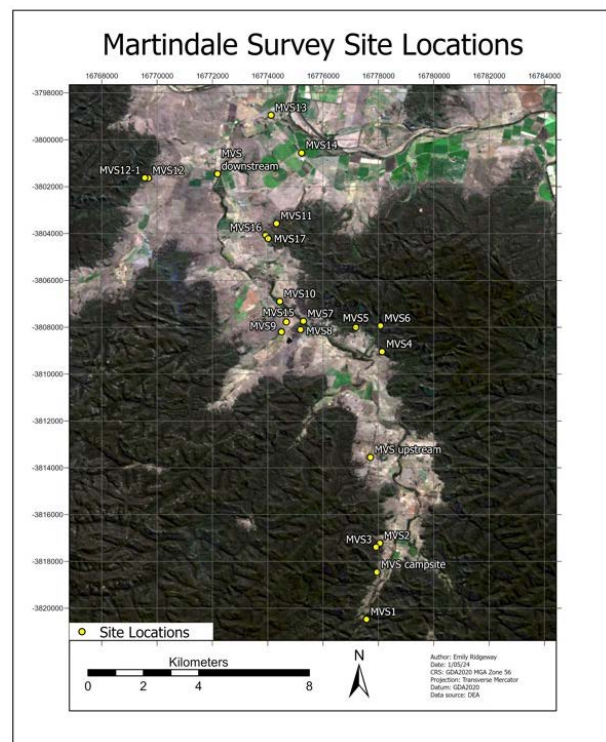 Martindale Survey Site Locations
16768000 16770000 16772000 16774000 16776000 16778000 16780000 16782000 16784000
-3798000
MVS13
-3800000
MVS14
MVS
downstream
MVS12-1 MVS12
-3802000
MVS11
-3804000
MVS16
MVS17
-3806000
MVS10
MVS15 MVS7 MVS5 MVS6
-3808000
MVS9 MVS8
MVS4
-3810000
-3812000
MVS upstream
-3814000
-3816000
MVS3 MVS2
-3818000
MVS campsite
-3820000
MVS1
Site Locations
Kilometers
0 2 4 8
N
Author: Emily Ridgeway
Date: 1/05/24
CRS: GDA2020 MGA Zone 56
Projection: Transverse Mercator
Datum: GDA2020
Data source: DEA